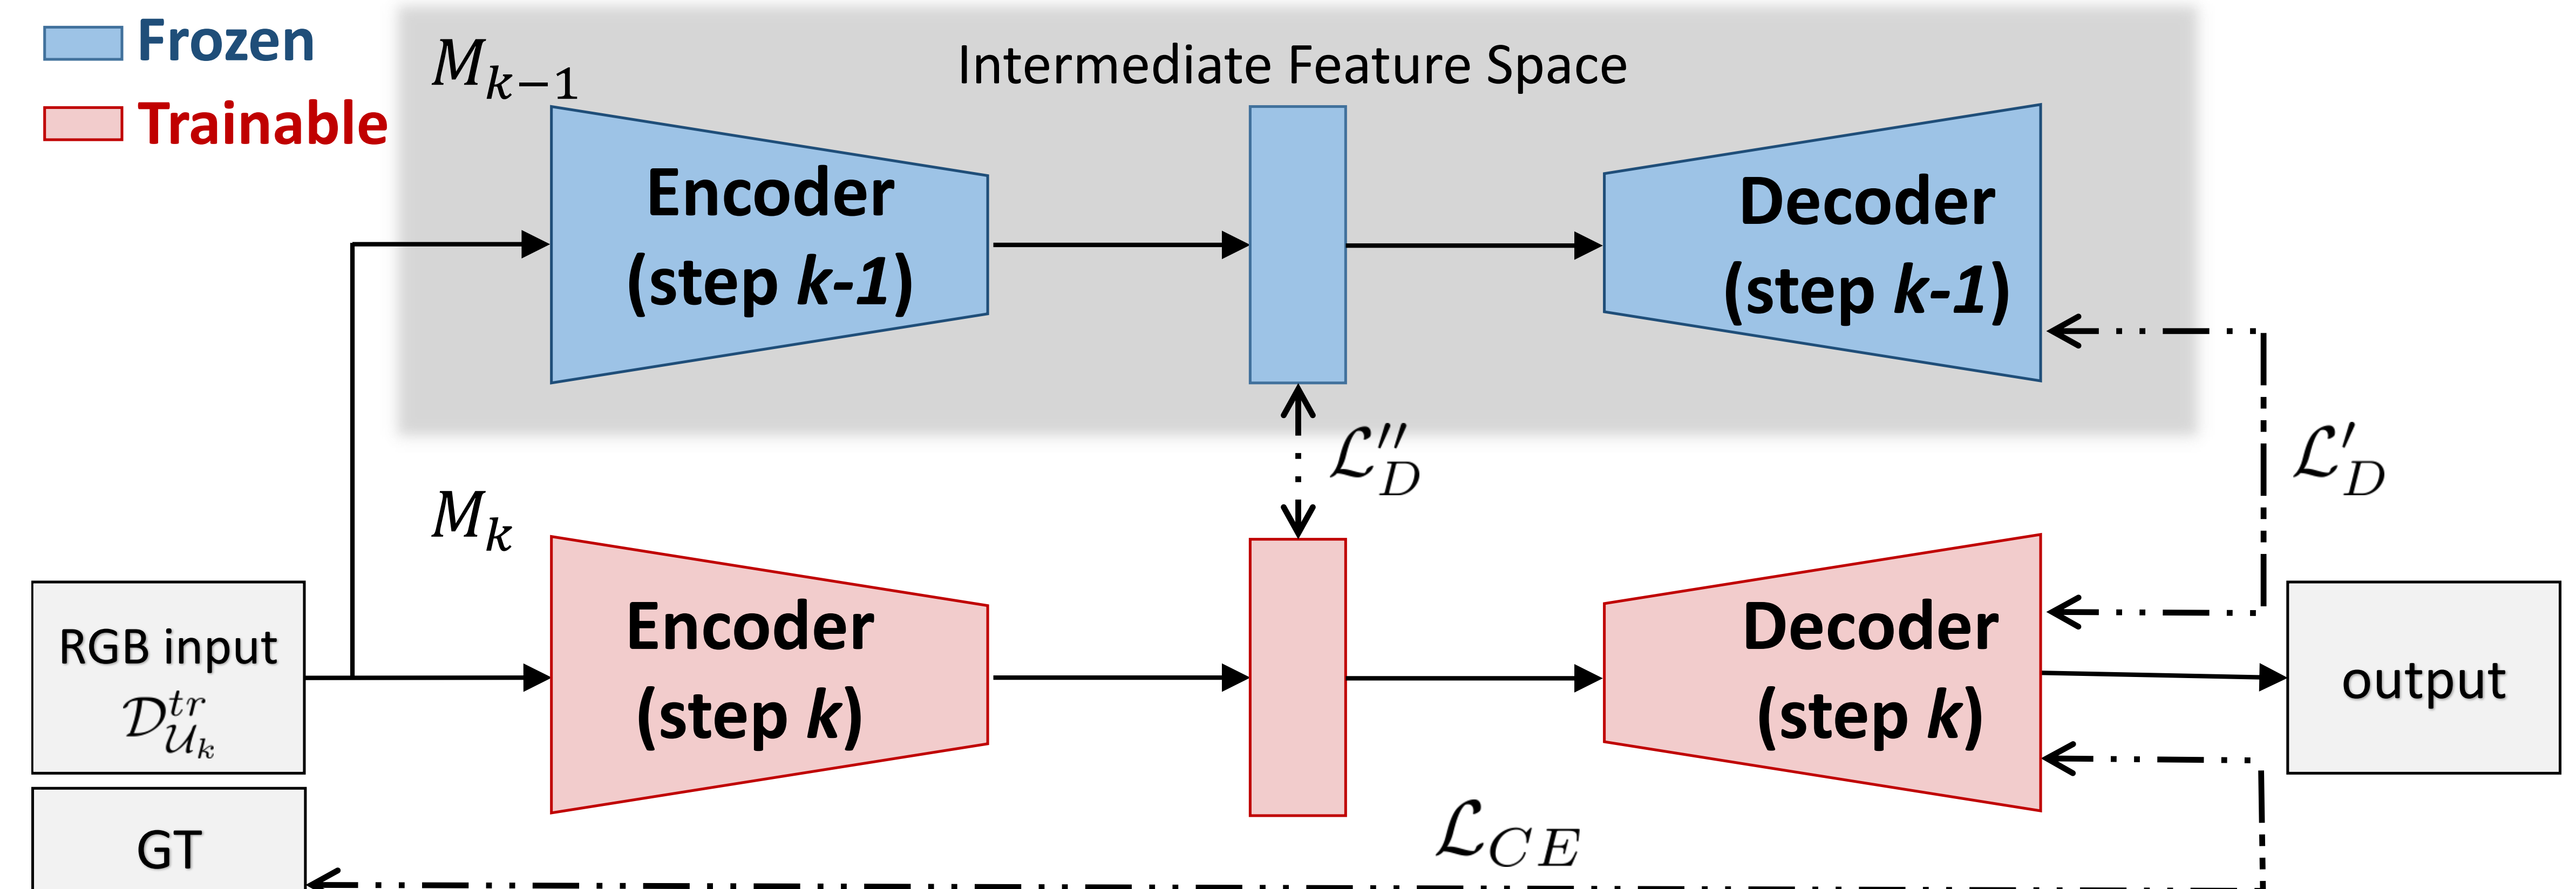 Frozen
Trainable
M_{k−1}
Intermediate Feature Space
Encoder
(step k-1)
Decoder
(step k-1)
ℒ''_D
ℒ'_D
M_k
RGB input
𝒟^{tr}_{𝒰_k}
Encoder
(step k)
Decoder
(step k)
output
GT
ℒ_{CE}